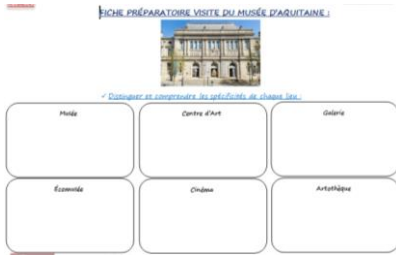 FICHE PRÉPARATOIRE VISITE DU MUSÉE D'AQUITAINE :
✓ Distinguer et comprendre les spécificités de chaque lieu :
Musée
Centre d'Art
Galerie
Écomusée
Cinéma
Artothèque